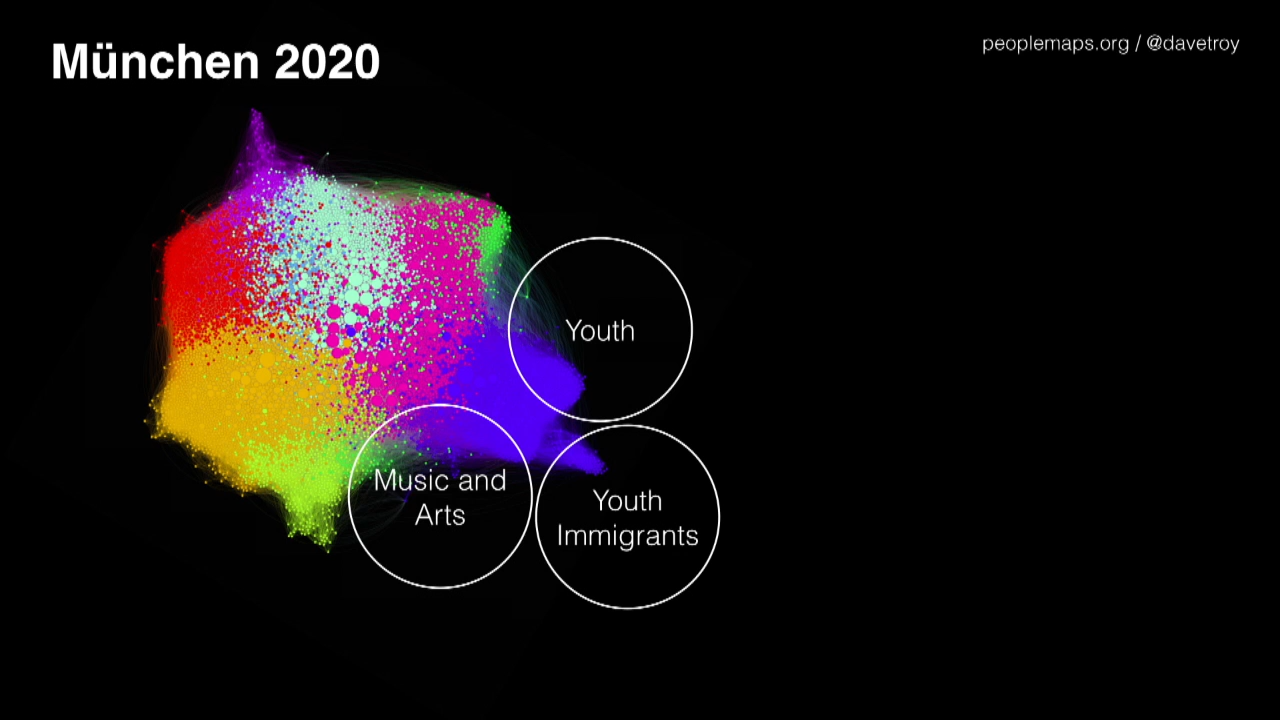 München 2020
peoplemaps.org / @davetroy
Youth
Music and
Arts
Youth
Immigrants